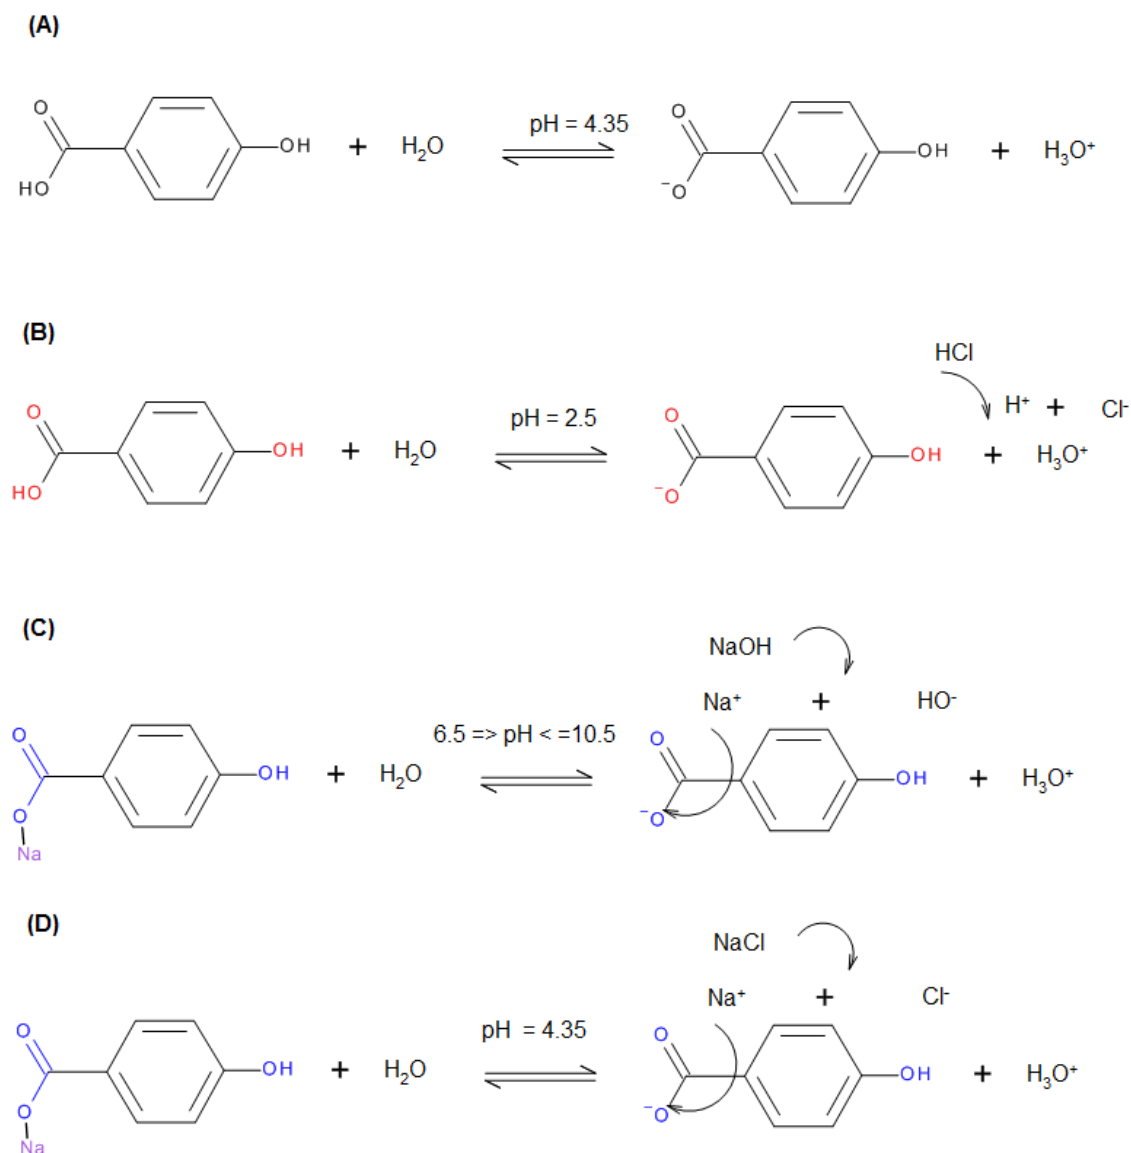 (A)
O
HO
OH
+
H₂O
pH = 4.35
O
⁻O
OH
+
H₃O⁺
(B)
HCl
O
HO
OH
+
H₂O
pH = 2.5
O
⁻O
OH
H⁺ + Cl⁻
+ H₃O⁺
(C)
NaOH
Na⁺ + HO⁻
O
O
Na
OH
+
H₂O
6.5 => pH < =10.5
O
⁻O
OH
+
H₃O⁺
(D)
NaCl
Na⁺ + Cl⁻
O
O
Na
OH
+
H₂O
pH = 4.35
O
⁻O
OH
+
H₃O⁺